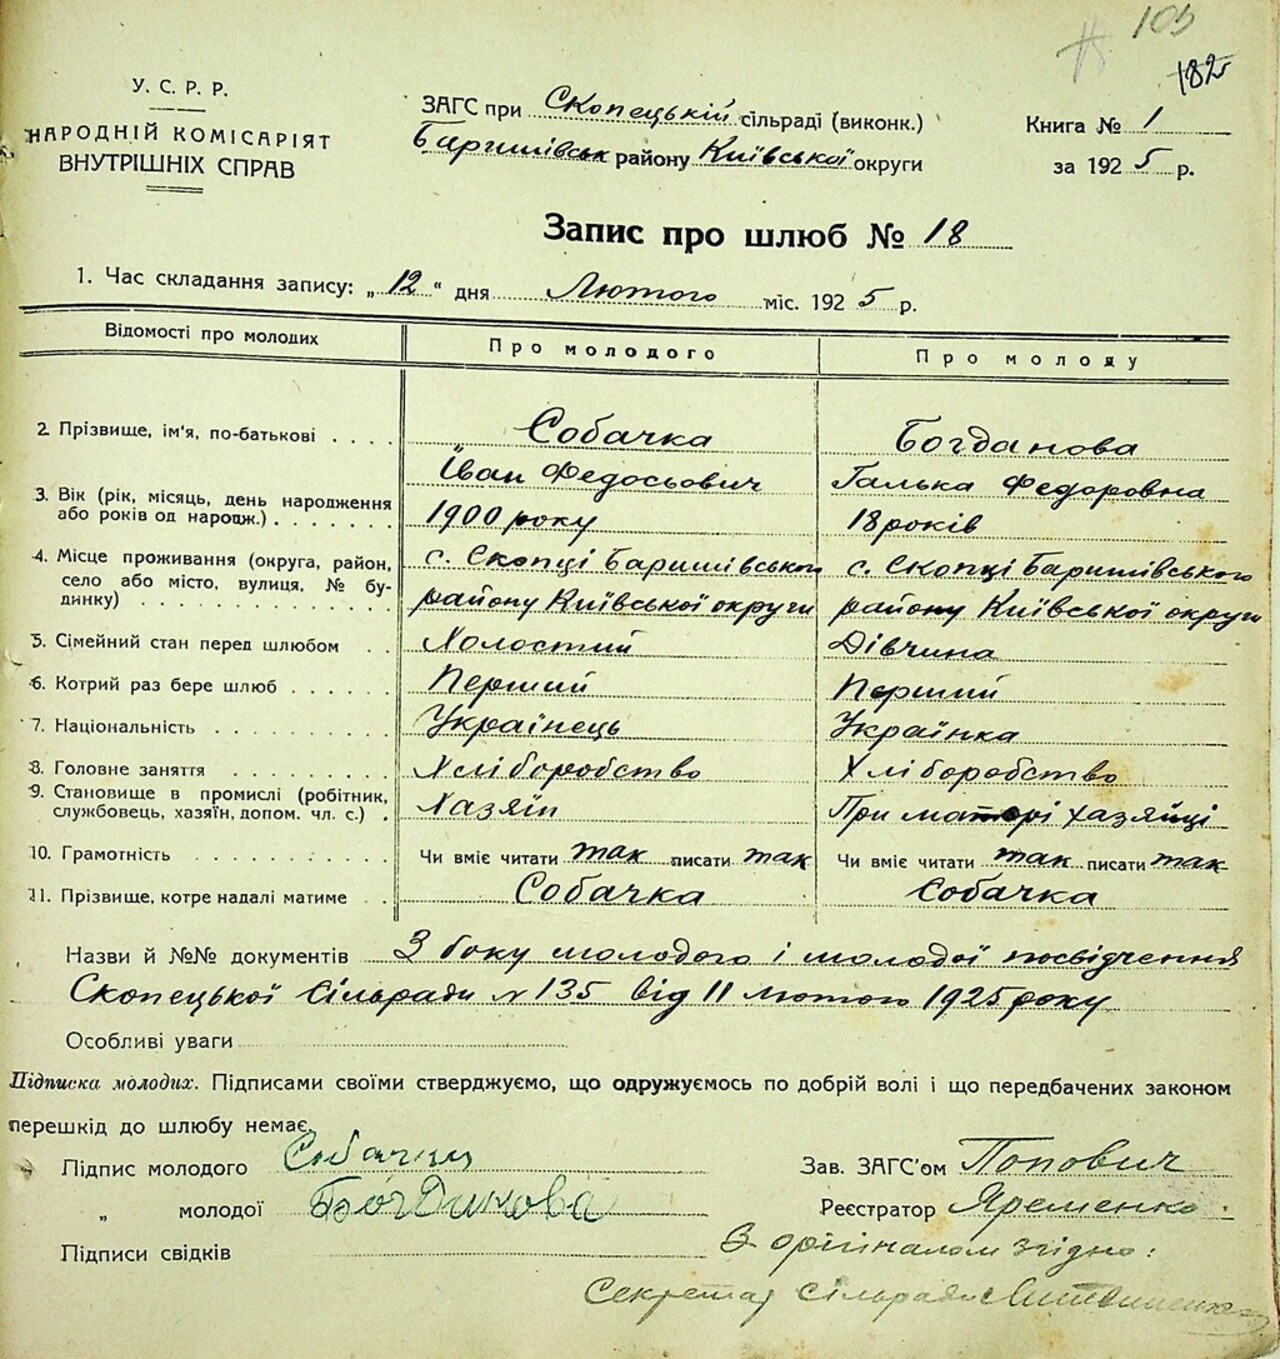 105
182
У. С. Р. Р.
НАРОДНІЙ КОМІСАРІЯТ
ВНУТРІШНІХ СПРАВ
ЗАГС при Скопецькій сільраді (виконк.)
Баришівськ району Київської округи
Книга № 1
за 1925 р.
Запис про шлюб № 18
1. Час складання запису: „12" дня Лютого міс. 1925 р.
Відомості про молодих Про молодого Про молоду
2. Прізвище, ім'я, по-батькові . . . . Собачка Богданова
Іван Федосьович Галька Федоровна
3. Вік (рік, місяць, день народження
або років од народж.) . . . . . . . 1900 року 18 років
4. Місце проживання (округа, район, с. Скопці Баришівського с. Скопці Баришівського
село або місто, вулиця, № бу-
динку) . . . . . . . . . . . . . району Київської округи району Київської округи
5. Сімейний стан перед шлюбом . . Холостий Дівчина
6. Котрий раз бере шлюб . . . . . . Перший Перший
7. Національність . . . . . . . . . . Українець Українка
8. Головне заняття . . . . . . . . . Хліборобство Хліборобство
9. Становище в промислі (робітник,
службовець, хазяїн, допом. чл. с.) . Хазяїн При маторі хазяйці
10. Грамотність . . . . . . . . . . . Чи вміє читати так писати так Чи вміє читати так писати так
11. Прізвище, котре надалі матиме . . Собачка Собачка
Назви й №№ документів З боку молодого і молодої посвідчення
Скопецької Сільради № 135 від 11 лютого 1925 року
Особливі уваги
Підписка молодих. Підписами своїми стверджуємо, що одружуємось по добрій волі і що передбачених законом
перешкід до шлюбу немає.
Підпис молодого Собачка
„ молодої Богданова
Підписи свідків
Зав. ЗАГС'ом Попович
Реєстратор Яременко
З оригіналом згідно:
Секретар Сільради